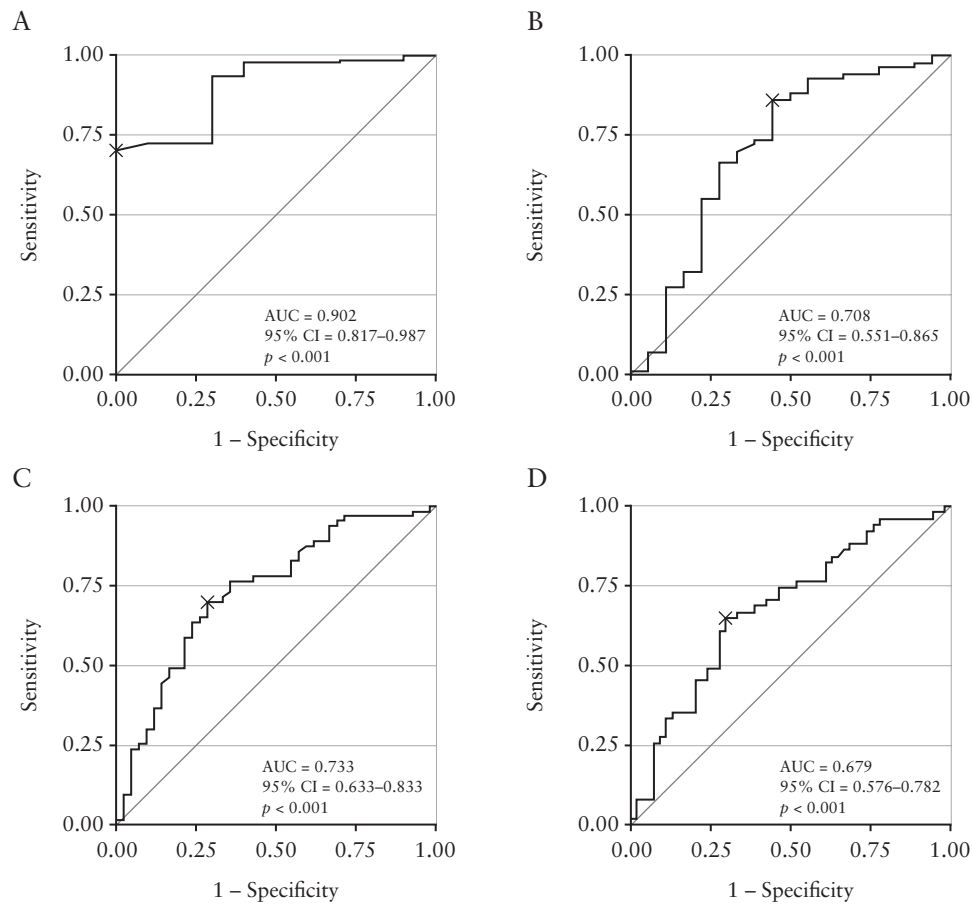 A
Sensitivity
1.00
0.75
0.50
0.25
0.00
AUC = 0.902
95% CI = 0.817–0.987
p < 0.001
0.00 0.25 0.50 0.75 1.00
1 – Specificity
B
Sensitivity
1.00
0.75
0.50
0.25
0.00
AUC = 0.708
95% CI = 0.551–0.865
p < 0.001
0.00 0.25 0.50 0.75 1.00
1 – Specificity
C
Sensitivity
1.00
0.75
0.50
0.25
0.00
AUC = 0.733
95% CI = 0.633–0.833
p < 0.001
0.00 0.25 0.50 0.75 1.00
1 – Specificity
D
Sensitivity
1.00
0.75
0.50
0.25
0.00
AUC = 0.679
95% CI = 0.576–0.782
p < 0.001
0.00 0.25 0.50 0.75 1.00
1 – Specificity